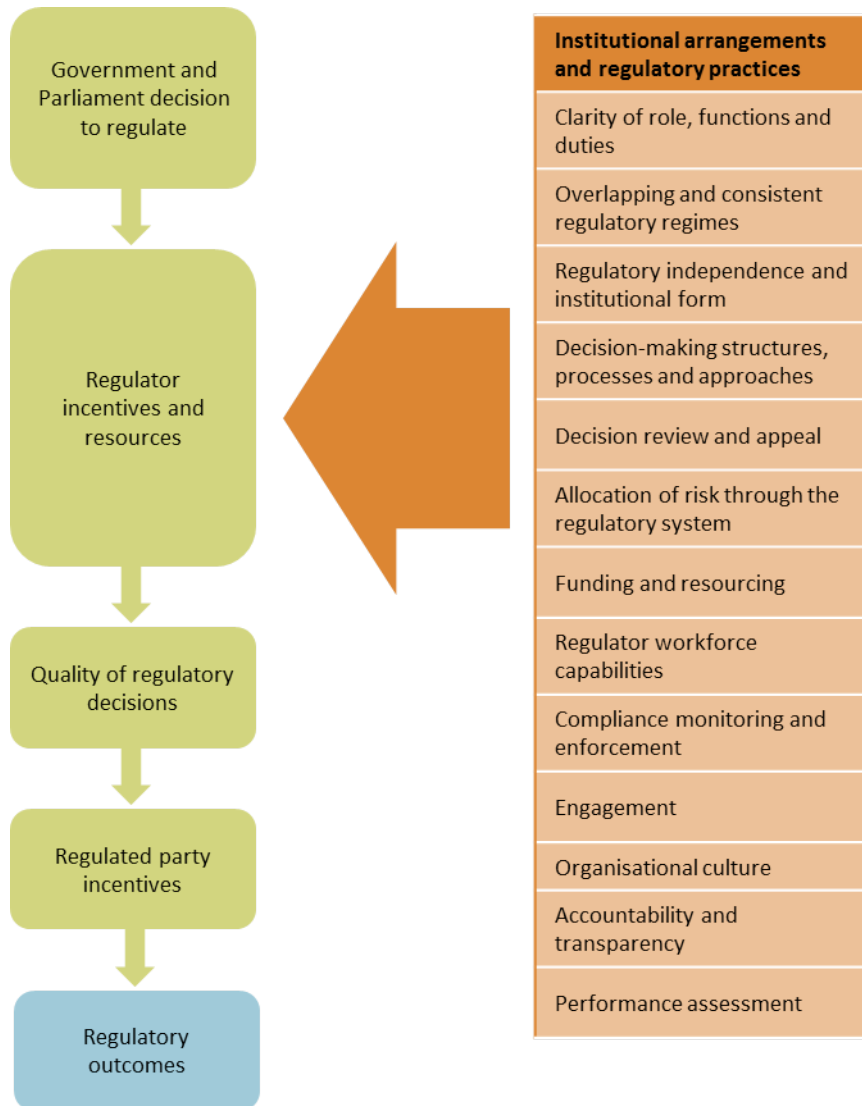 Government and
Parliament decision
to regulate
Regulator
incentives and
resources
Quality of regulatory
decisions
Regulated party
incentives
Regulatory
outcomes
Institutional arrangements
and regulatory practices
Clarity of role, functions and
duties
Overlapping and consistent
regulatory regimes
Regulatory independence and
institutional form
Decision-making structures,
processes and approaches
Decision review and appeal
Allocation of risk through the
regulatory system
Funding and resourcing
Regulator workforce
capabilities
Compliance monitoring and
enforcement
Engagement
Organisational culture
Accountability and
transparency
Performance assessment